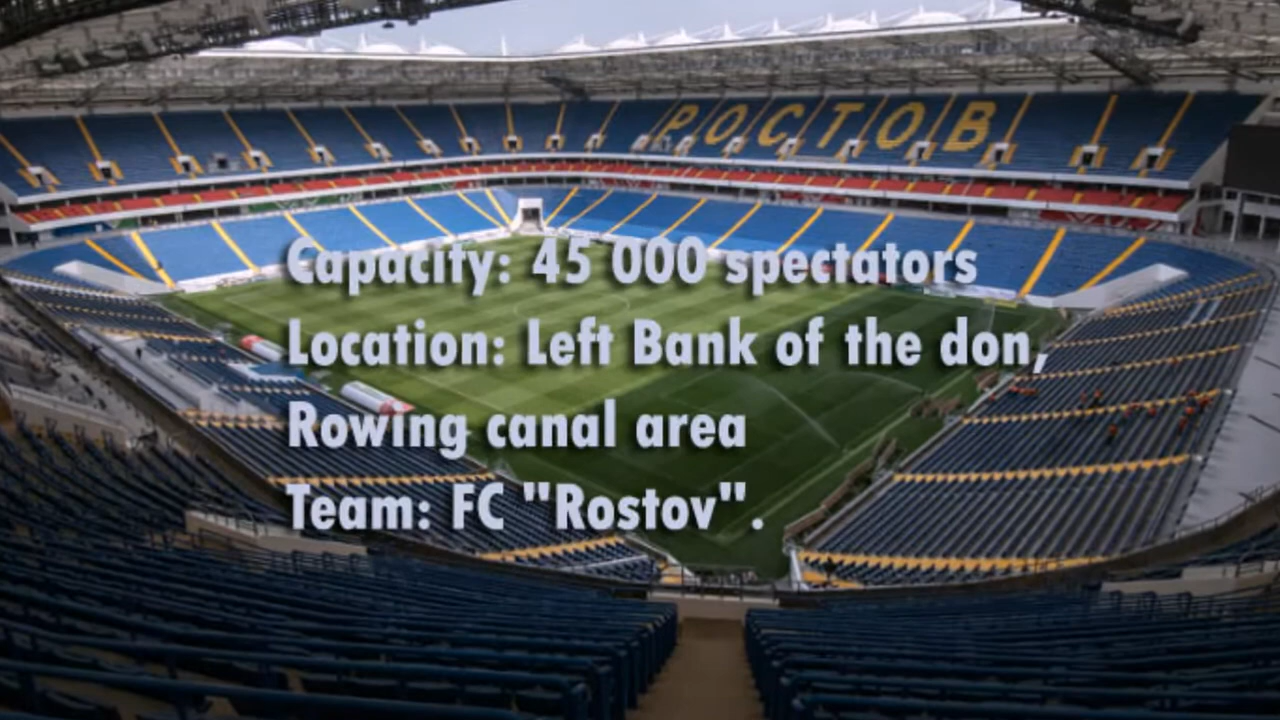 РОСТОВ
Capacity: 45 000 spectators
Location: Left Bank of the don,
Rowing canal area
Team: FC "Rostov".